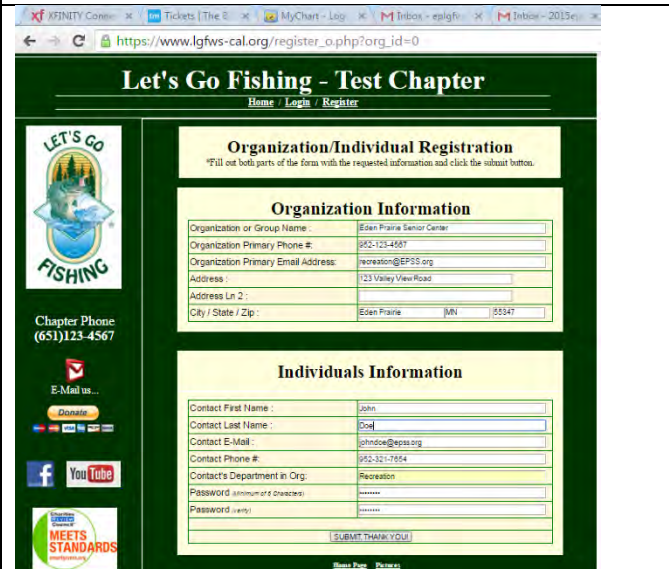 XFINITY Conne
Tickets | The
MyChart - Log
Inbox - eplgfi
Inbox - 2015e
https://www.lgfws-cal.org/register_o.php?org_id=0
Let's Go Fishing - Test Chapter
Home / Login / Register
LET'S GO
FISHING
Chapter Phone
(651)123-4567
E-Mail us...
Donate
f
You Tube
Charities
Review
Council
MEETS
STANDARDS
Organization/Individual Registration
*Fill out both parts of the form with the requested information and click the submit button.
Organization Information
Organization or Group Name : Eden Prairie Senior Center
Organization Primary Phone #: 952-123-4567
Organization Primary Email Address: recreation@EPSS.org
Address : 123 Valley View Road
Address Ln 2 :
City / State / Zip : Eden Prairie MN 55347
Individuals Information
Contact First Name : John
Contact Last Name : Doe
Contact E-Mail : johndoe@epss.org
Contact Phone #: 952-321-7654
Contact's Department in Org: Recreation
Password (Minimum of 8 Characters) ········
Password (verify) ········
SUBMIT. THANK YOU!
Home Page Pictures